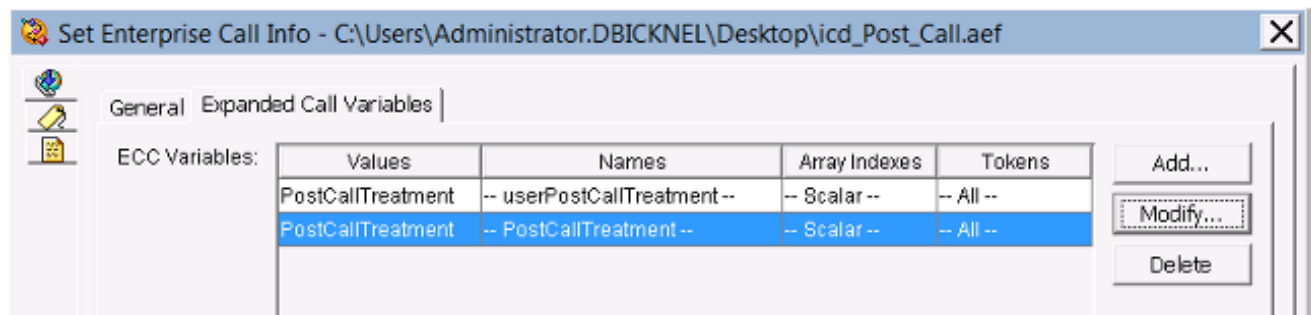 Set Enterprise Call Info - C:\Users\Administrator.DBICKNEL\Desktop\icd_Post_Call.aef
General Expanded Call Variables
ECC Variables: Values Names Array Indexes Tokens Add...
PostCallTreatment -- userPostCallTreatment -- -- Scalar -- -- All --
Modify...
PostCallTreatment -- PostCallTreatment -- -- Scalar -- -- All --
Delete